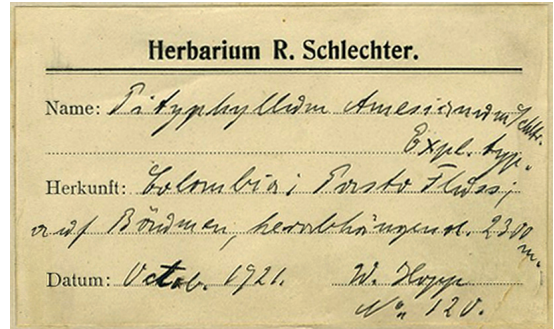 Herbarium R. Schlechter.
Name: Pityphyllum Amesianum Schltr.
Expl. typ.
Herkunft: Colombia; Pasto Fluss;
auf Bäumen, herabhängend. 2300 m.
Datum: Octob. 1921. W. Hopp
No. 120.